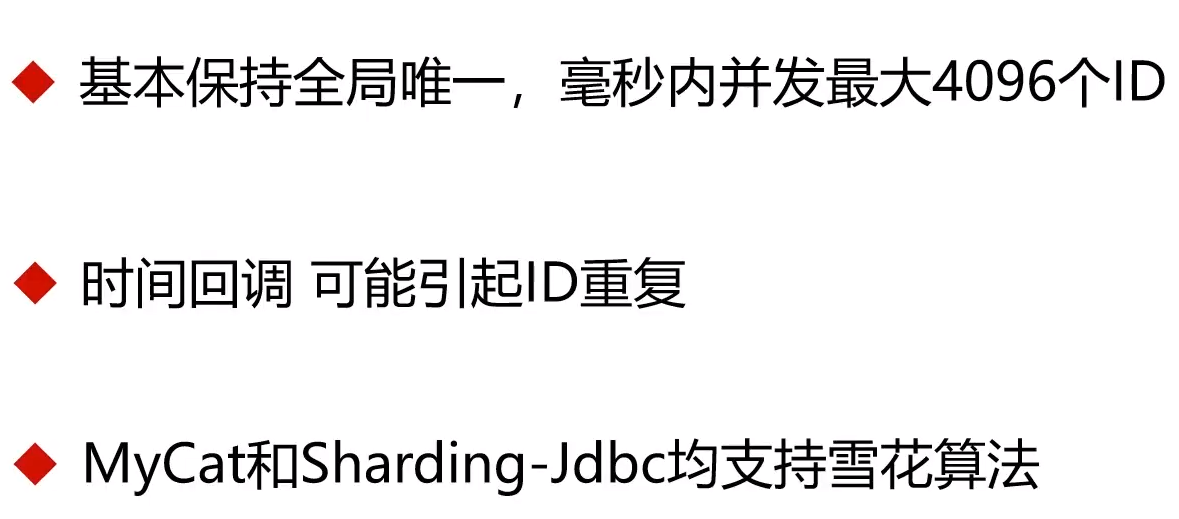 基本保持全局唯一，毫秒内并发最大4096个ID
时间回调 可能引起ID重复
MyCat和Sharding-Jdbc均支持雪花算法